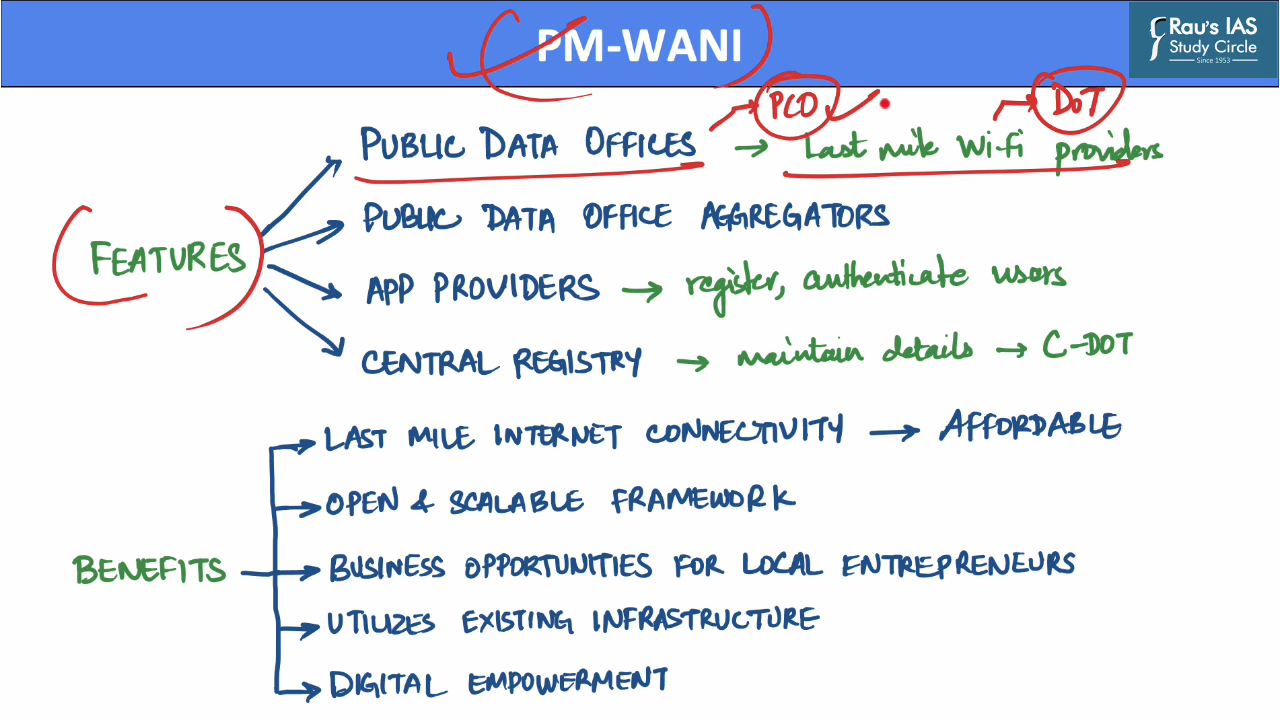 PM-WANI
Rau's IAS
Study Circle
Since 1953
PCO
DoT
PUBLIC DATA OFFICES → Last mile Wi-fi providers
PUBLIC DATA OFFICE AGGREGATORS
FEATURES
APP PROVIDERS → register, authenticate users
CENTRAL REGISTRY → maintain details → C-DOT
LAST MILE INTERNET CONNECTIVITY → AFFORDABLE
OPEN & SCALABLE FRAMEWORK
BENEFITS
BUSINESS OPPORTUNITIES FOR LOCAL ENTREPRENEURS
UTILIZES EXISTING INFRASTRUCTURE
DIGITAL EMPOWERMENT